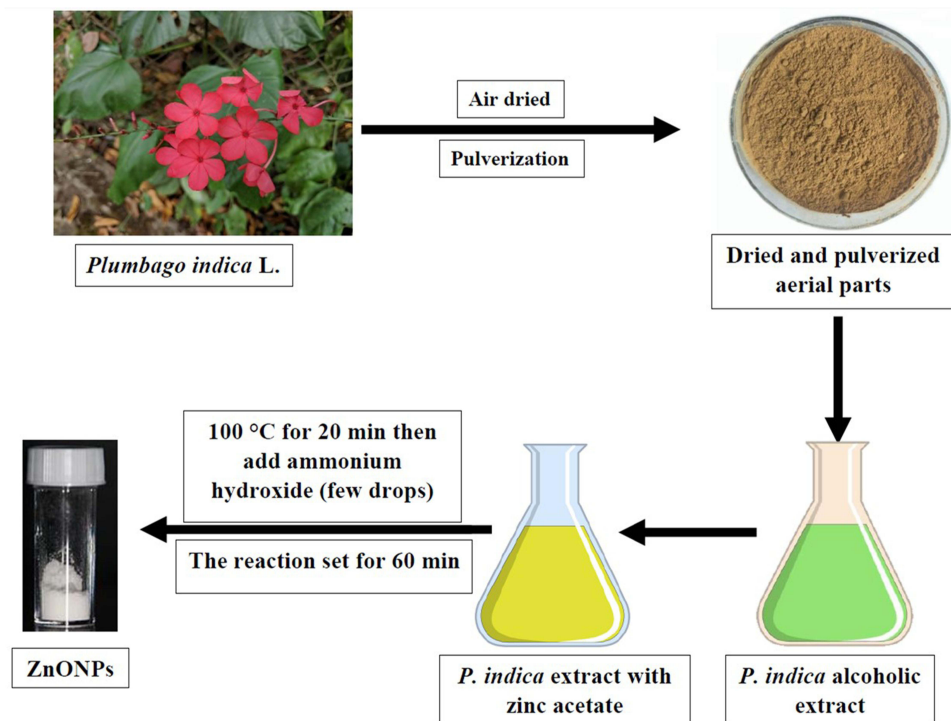 Air dried
Pulverization
Plumbago indica L.
Dried and pulverized
aerial parts
100 °C for 20 min then
add ammonium
hydroxide (few drops)
The reaction set for 60 min
ZnONPs
P. indica extract with
zinc acetate
P. indica alcoholic
extract